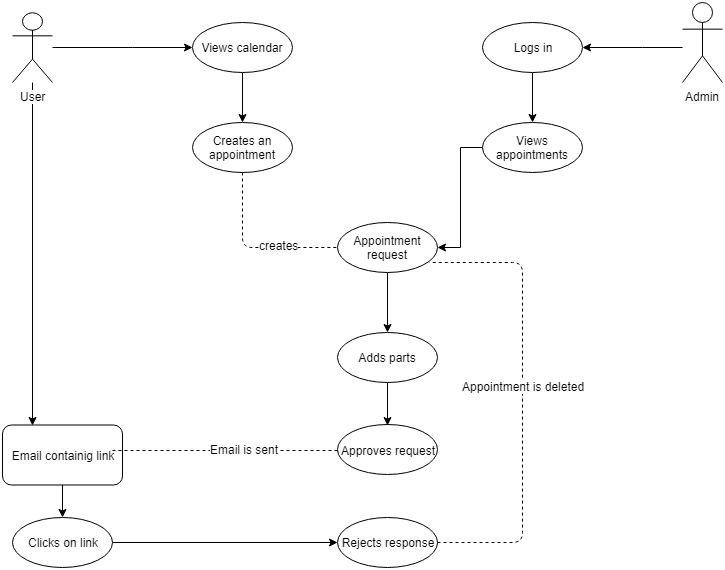 Views calendar
Logs in
User
Admin
Creates an
appointment
Views
appointments
creates
Appointment
request
Adds parts
Appointment is deleted
Email containig link
Email is sent
Approves request
Clicks on link
Rejects response